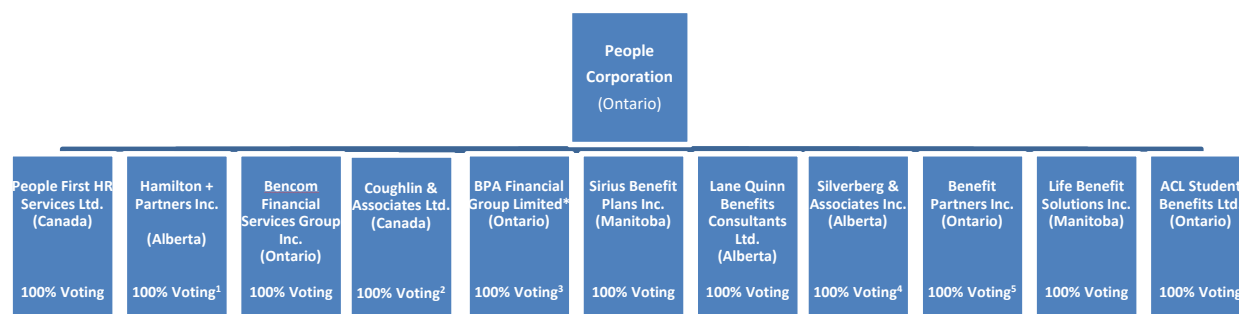 People
Corporation
(Ontario)
People First HR
Services Ltd.
(Canada)
100% Voting
Hamilton +
Partners Inc.
(Alberta)
100% Voting¹
Bencom
Financial
Services Group
Inc.
(Ontario)
100% Voting
Coughlin &
Associates Ltd.
(Canada)
100% Voting²
BPA Financial
Group Limited*
(Ontario)
100% Voting³
Sirius Benefit
Plans Inc.
(Manitoba)
100% Voting
Lane Quinn
Benefits
Consultants
Ltd.
(Alberta)
100% Voting
Silverberg &
Associates Inc.
(Alberta)
100% Voting⁴
Benefit
Partners Inc.
(Ontario)
100% Voting⁵
Life Benefit
Solutions Inc.
(Manitoba)
100% Voting
ACL Student
Benefits Ltd
(Ontario)
100% Voting